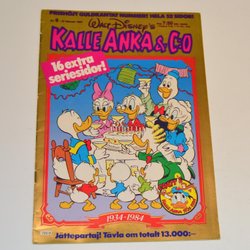 PRISNÖJT GULDKANTAT NUMMER! HELA 52 SIDOR!
WALT DISNEY'S
KALLE ANKA & C:O
16 extra
seriesidor!
1934-1984
Jättepartaj! Tävla om totalt 13.000:-